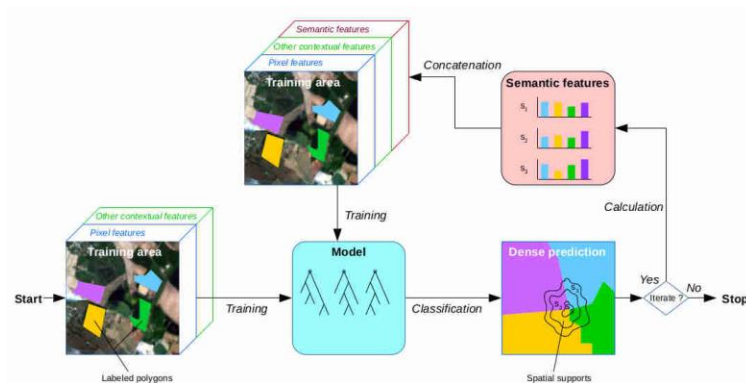 Semantic features
Other contextual features
Pixel features
Training area
Concatenation
Semantic features
S1
S2
S3
Training
Calculation
Other contextual features
Pixel features
Training area
Model
Dense prediction
Start
Training
Classification
Yes
No
Iterate ?
Stop
Labeled polygons
Spatial supports